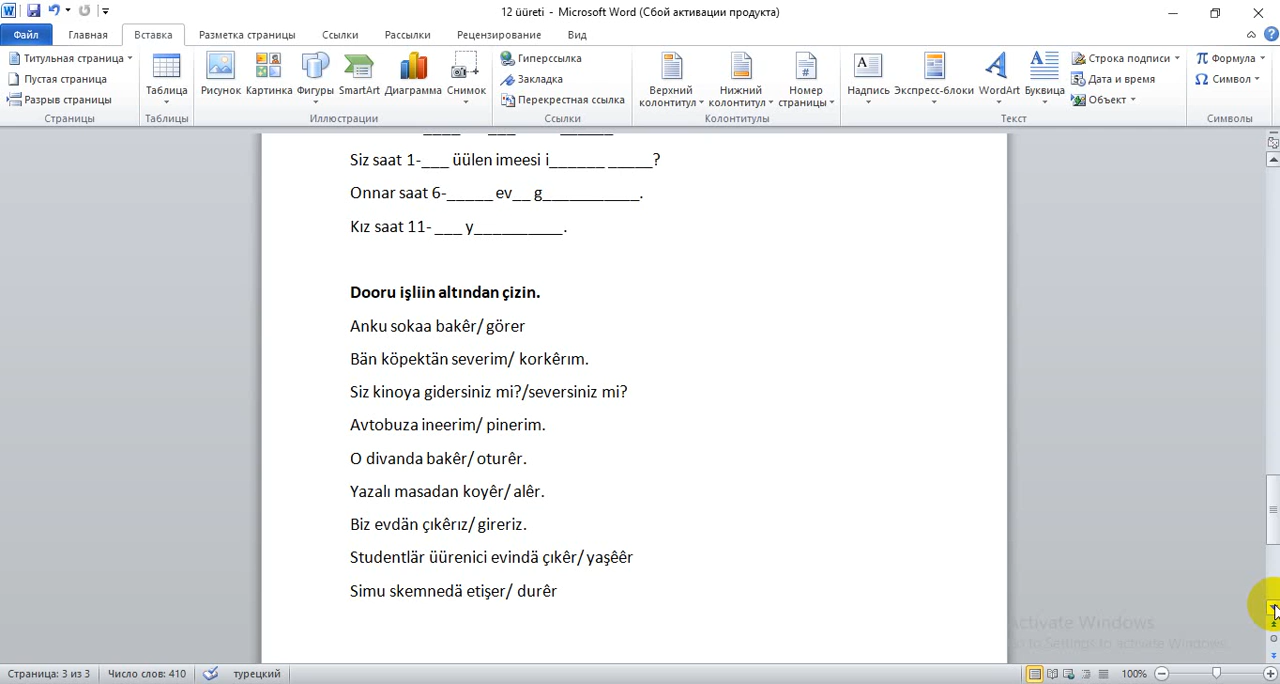 12 üüreti - Microsoft Word (Сбой активации продукта)
Файл Главная Вставка Разметка страницы Ссылки Рассылки Рецензирование Вид
Титульная страница
Пустая страница
Разрыв страницы
Страницы
Таблица
Таблицы
Рисунок Картинка Фигуры SmartArt Диаграмма Снимок
Иллюстрации
Гиперссылка
Закладка
Перекрестная ссылка
Ссылки
Верхний колонтитул
Нижний колонтитул
Номер страницы
Колонтитулы
Надпись Экспресс-блоки WordArt Буквица
Строка подписи
Дата и время
Объект
Текст
Формула
Символ
Символы
Siz saat 1-___ üülen imeesi i______ _____?
Onnar saat 6-_____ ev__ g___________.
Kız saat 11- ___ y__________.
Dooru işliin altından çizin.
Anku sokaa bakêr/ görer
Bän köpektän severim/ korkêrım.
Siz kinoya gidersiniz mi?/seversiniz mi?
Avtobuza ineerim/ pinerim.
O divanda bakêr/ oturêr.
Yazalı masadan koyêr/ alêr.
Biz evdän çıkêrız/ gireriz.
Studentlär üürenici evindä çıkêr/ yaşêêr
Simu skemnedä etişer/ durêr
Activate Windows
to Settings to activate Windows.
Страница: 3 из 3 Число слов: 410 турецкий 100%